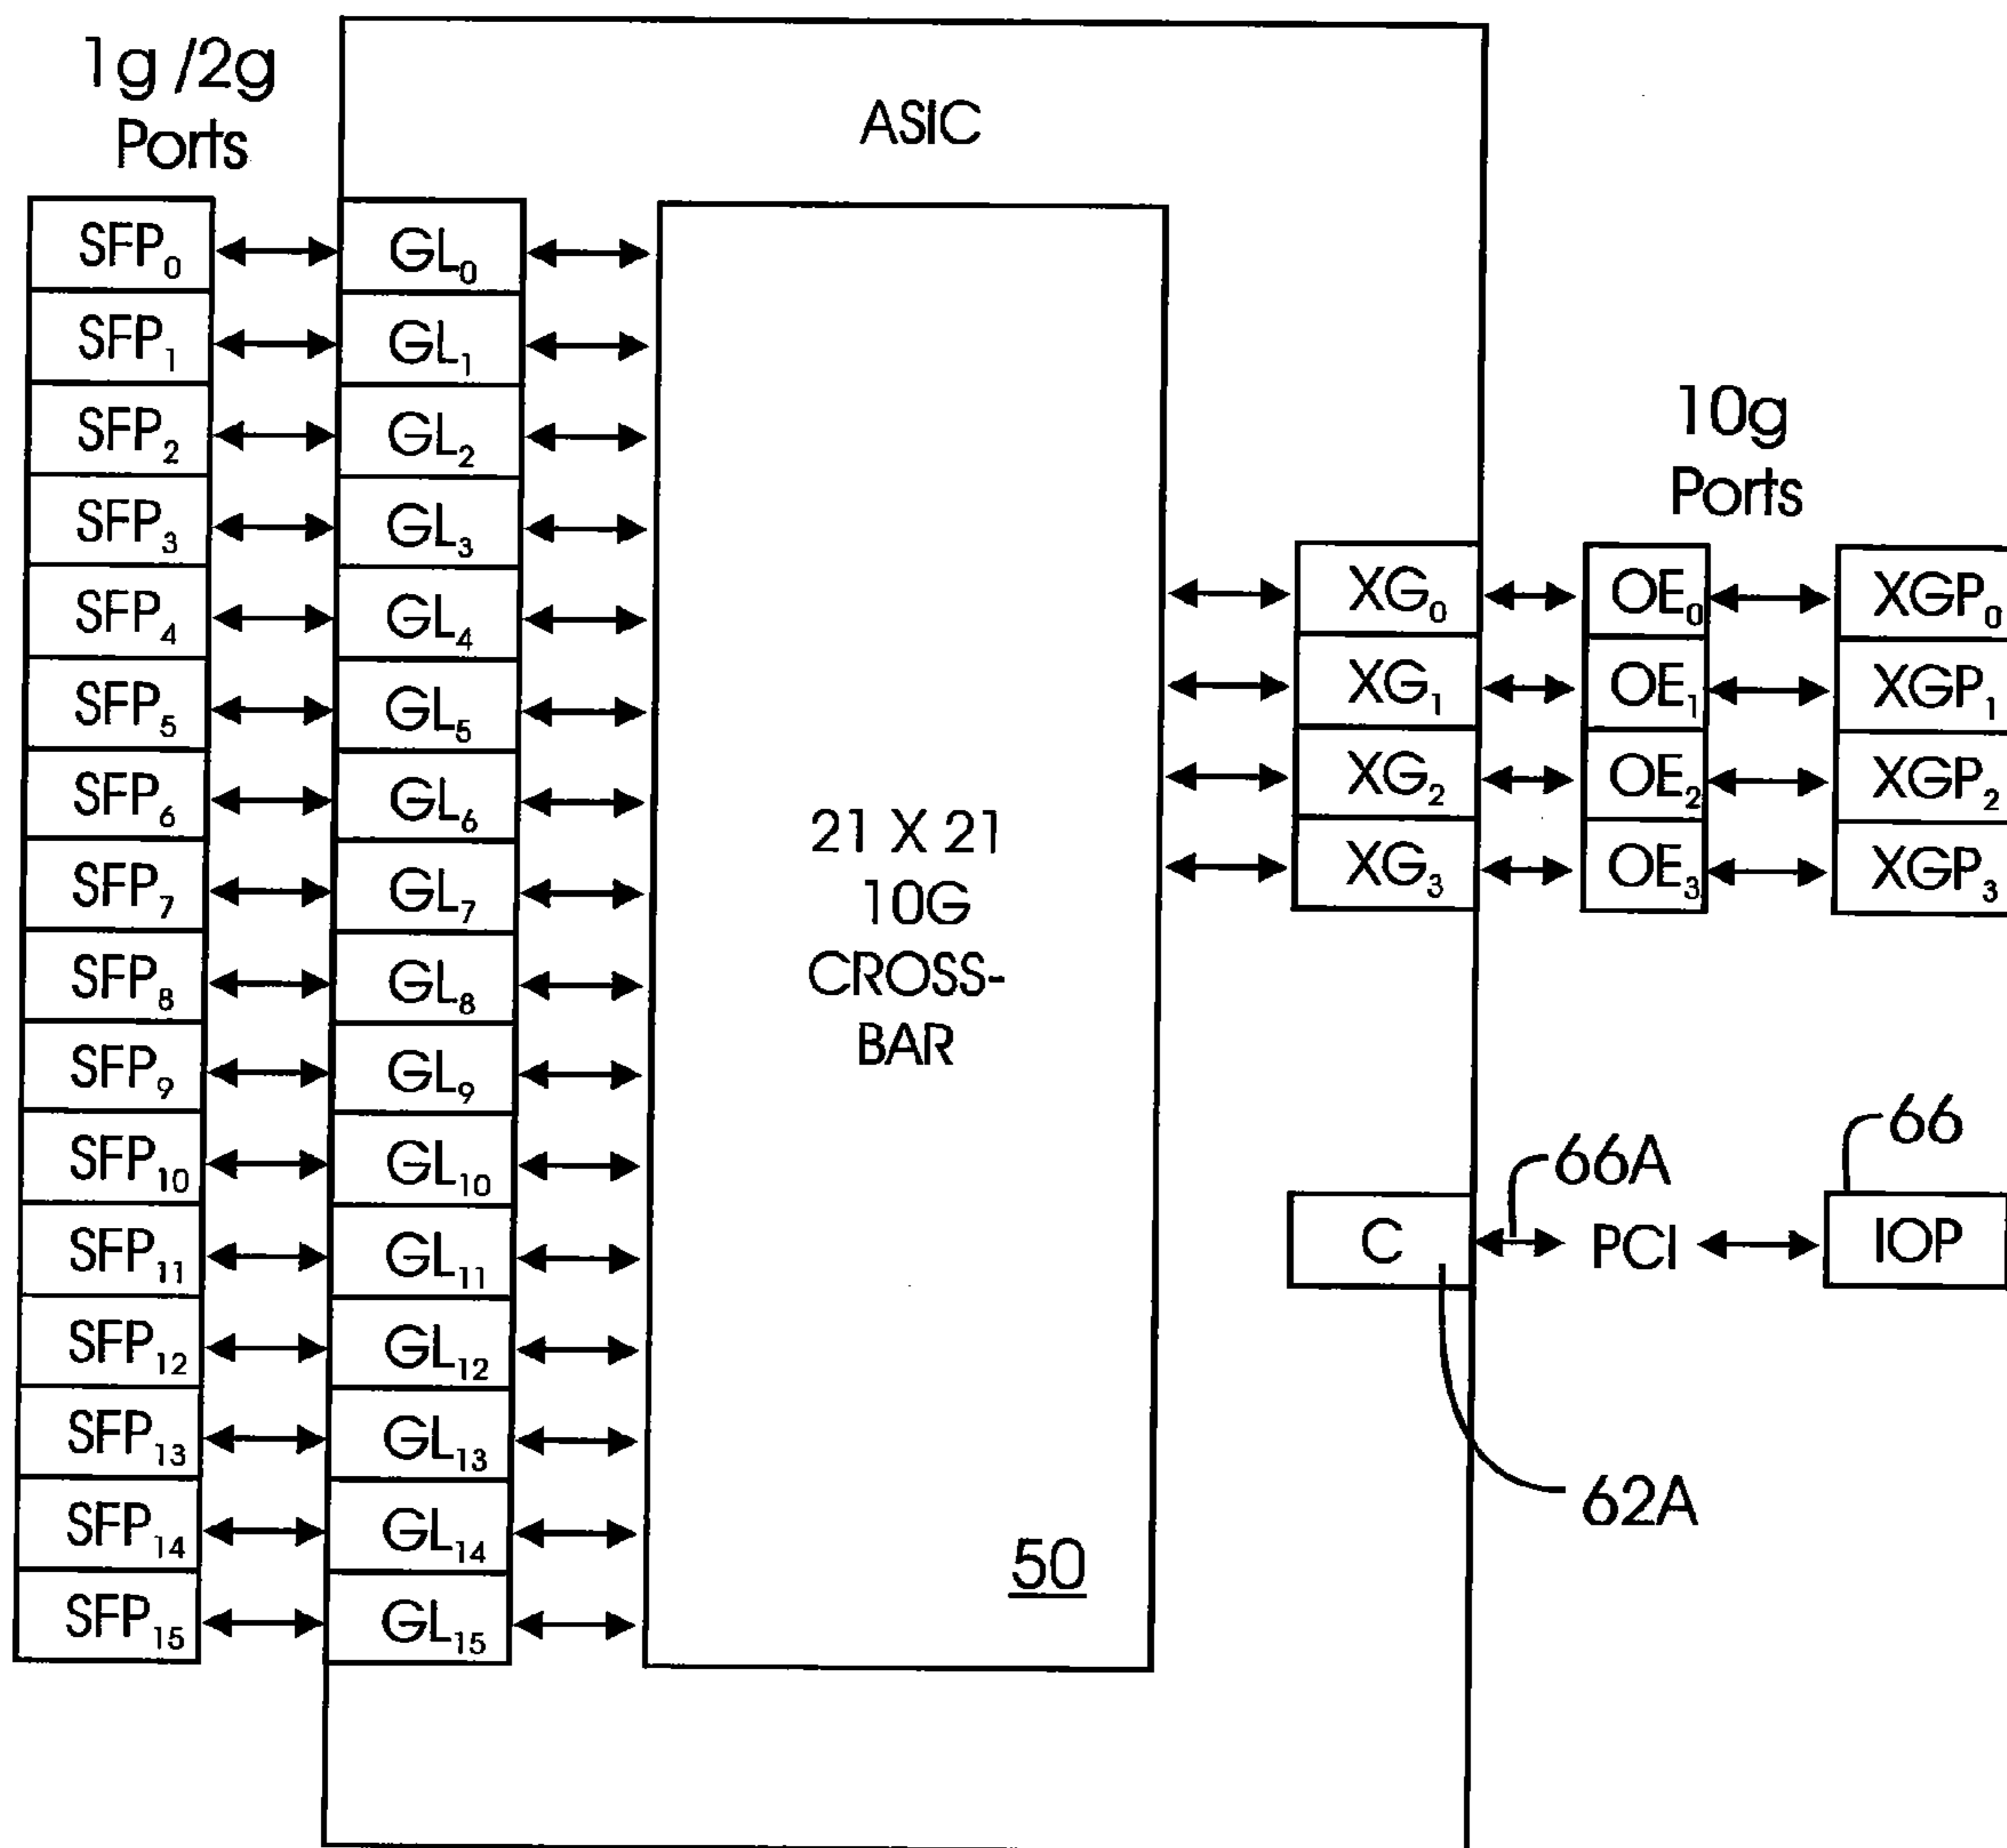 1g /2g
Ports
ASIC
SFP0
GL0
SFP1
GL1
SFP2
GL2
SFP3
GL3
SFP4
GL4
SFP5
GL5
SFP6
GL6
SFP7
GL7
SFP8
GL8
SFP9
GL9
SFP10
GL10
SFP11
GL11
SFP12
GL12
SFP13
GL13
SFP14
GL14
SFP15
GL15
21 X 21
10G
CROSS-
BAR
50
10g
Ports
XG0
OE0
XGP0
XG1
OE1
XGP1
XG2
OE2
XGP2
XG3
OE3
XGP3
66A
66
C
PCI
IOP
62A